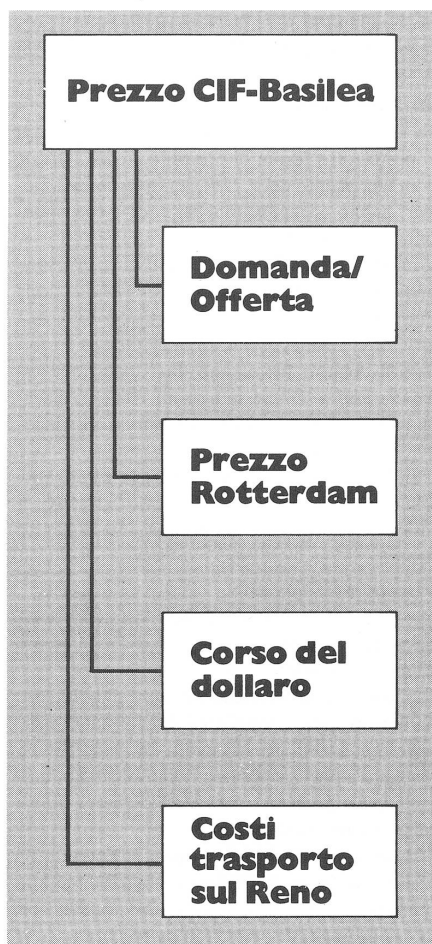 Prezzo CIF-Basilea
Domanda/
Offerta
Prezzo
Rotterdam
Corso del
dollaro
Costi
trasporto
sul Reno